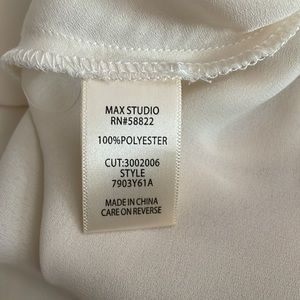 MAX STUDIO
RN#58822
100%POLYESTER
CUT:3002006
STYLE
7903Y61A
MADE IN CHINA
CARE ON REVERSE